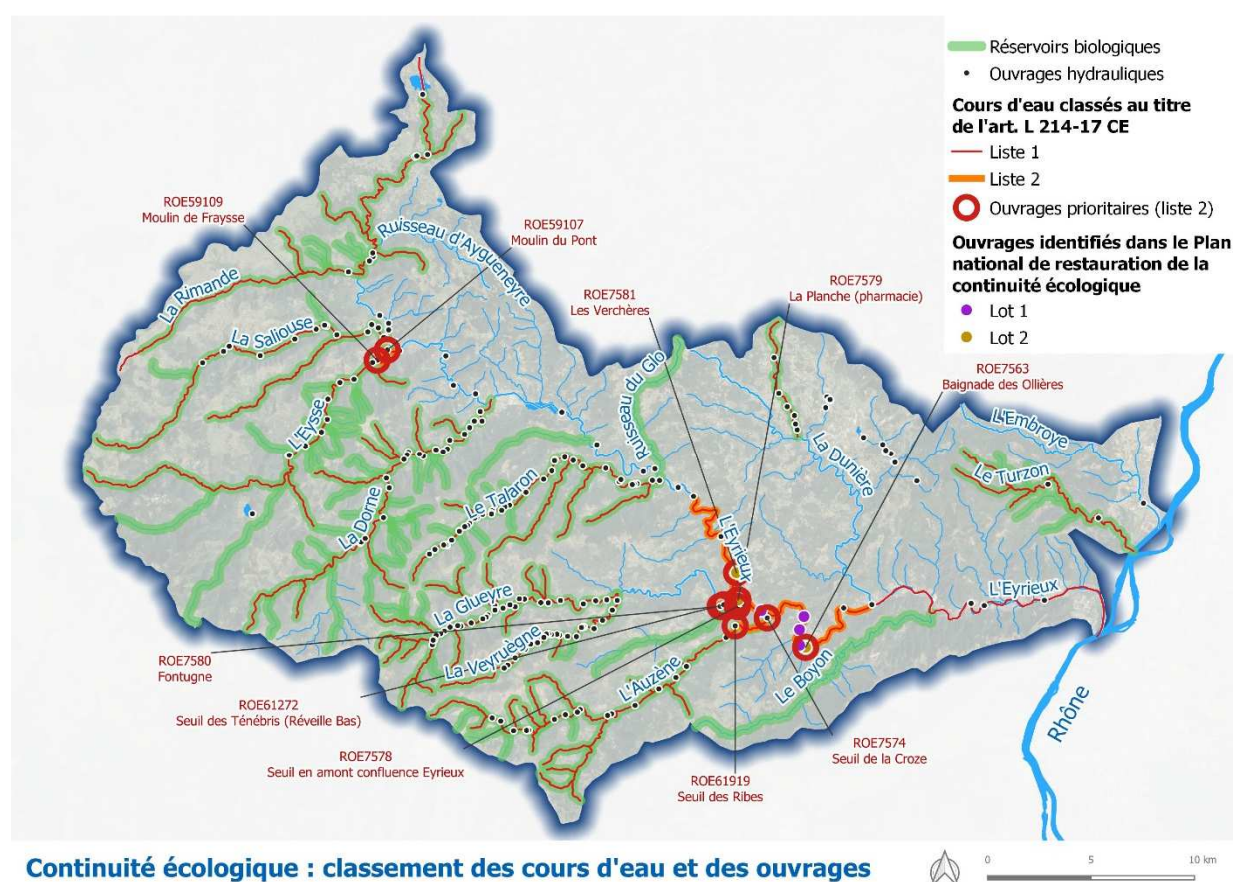 Réservoirs biologiques
Ouvrages hydrauliques
Cours d'eau classés au titre
de l'art. L 214-17 CE
Liste 1
Liste 2
Ouvrages prioritaires (liste 2)
Ouvrages identifiés dans le Plan
national de restauration de la
continuité écologique
Lot 1
Lot 2
ROE59109
Moulin de Fraysse
ROE59107
Moulin du Pont
ROE7581
Les Verchères
ROE7579
La Planche (pharmacie)
ROE7563
Baignade des Ollières
Ruisseau d'Aygueneyre
La Rimande
La Saliouse
L'Eysse
La Dorne
Le Talaron
Ruisseau du Glo
L'Eyrieux
La Dunière
L'Embroye
Le Turzon
L'Eyrieux
La Glueyre
La Veyruègne
L'Auzène
Le Boyon
Rhône
ROE7580
Fontugne
ROE61272
Seuil des Ténébris (Réveille Bas)
ROE7578
Seuil en amont confluence Eyrieux
ROE61919
Seuil des Ribes
ROE7574
Seuil de la Croze
Continuité écologique : classement des cours d'eau et des ouvrages
0 5 10 km